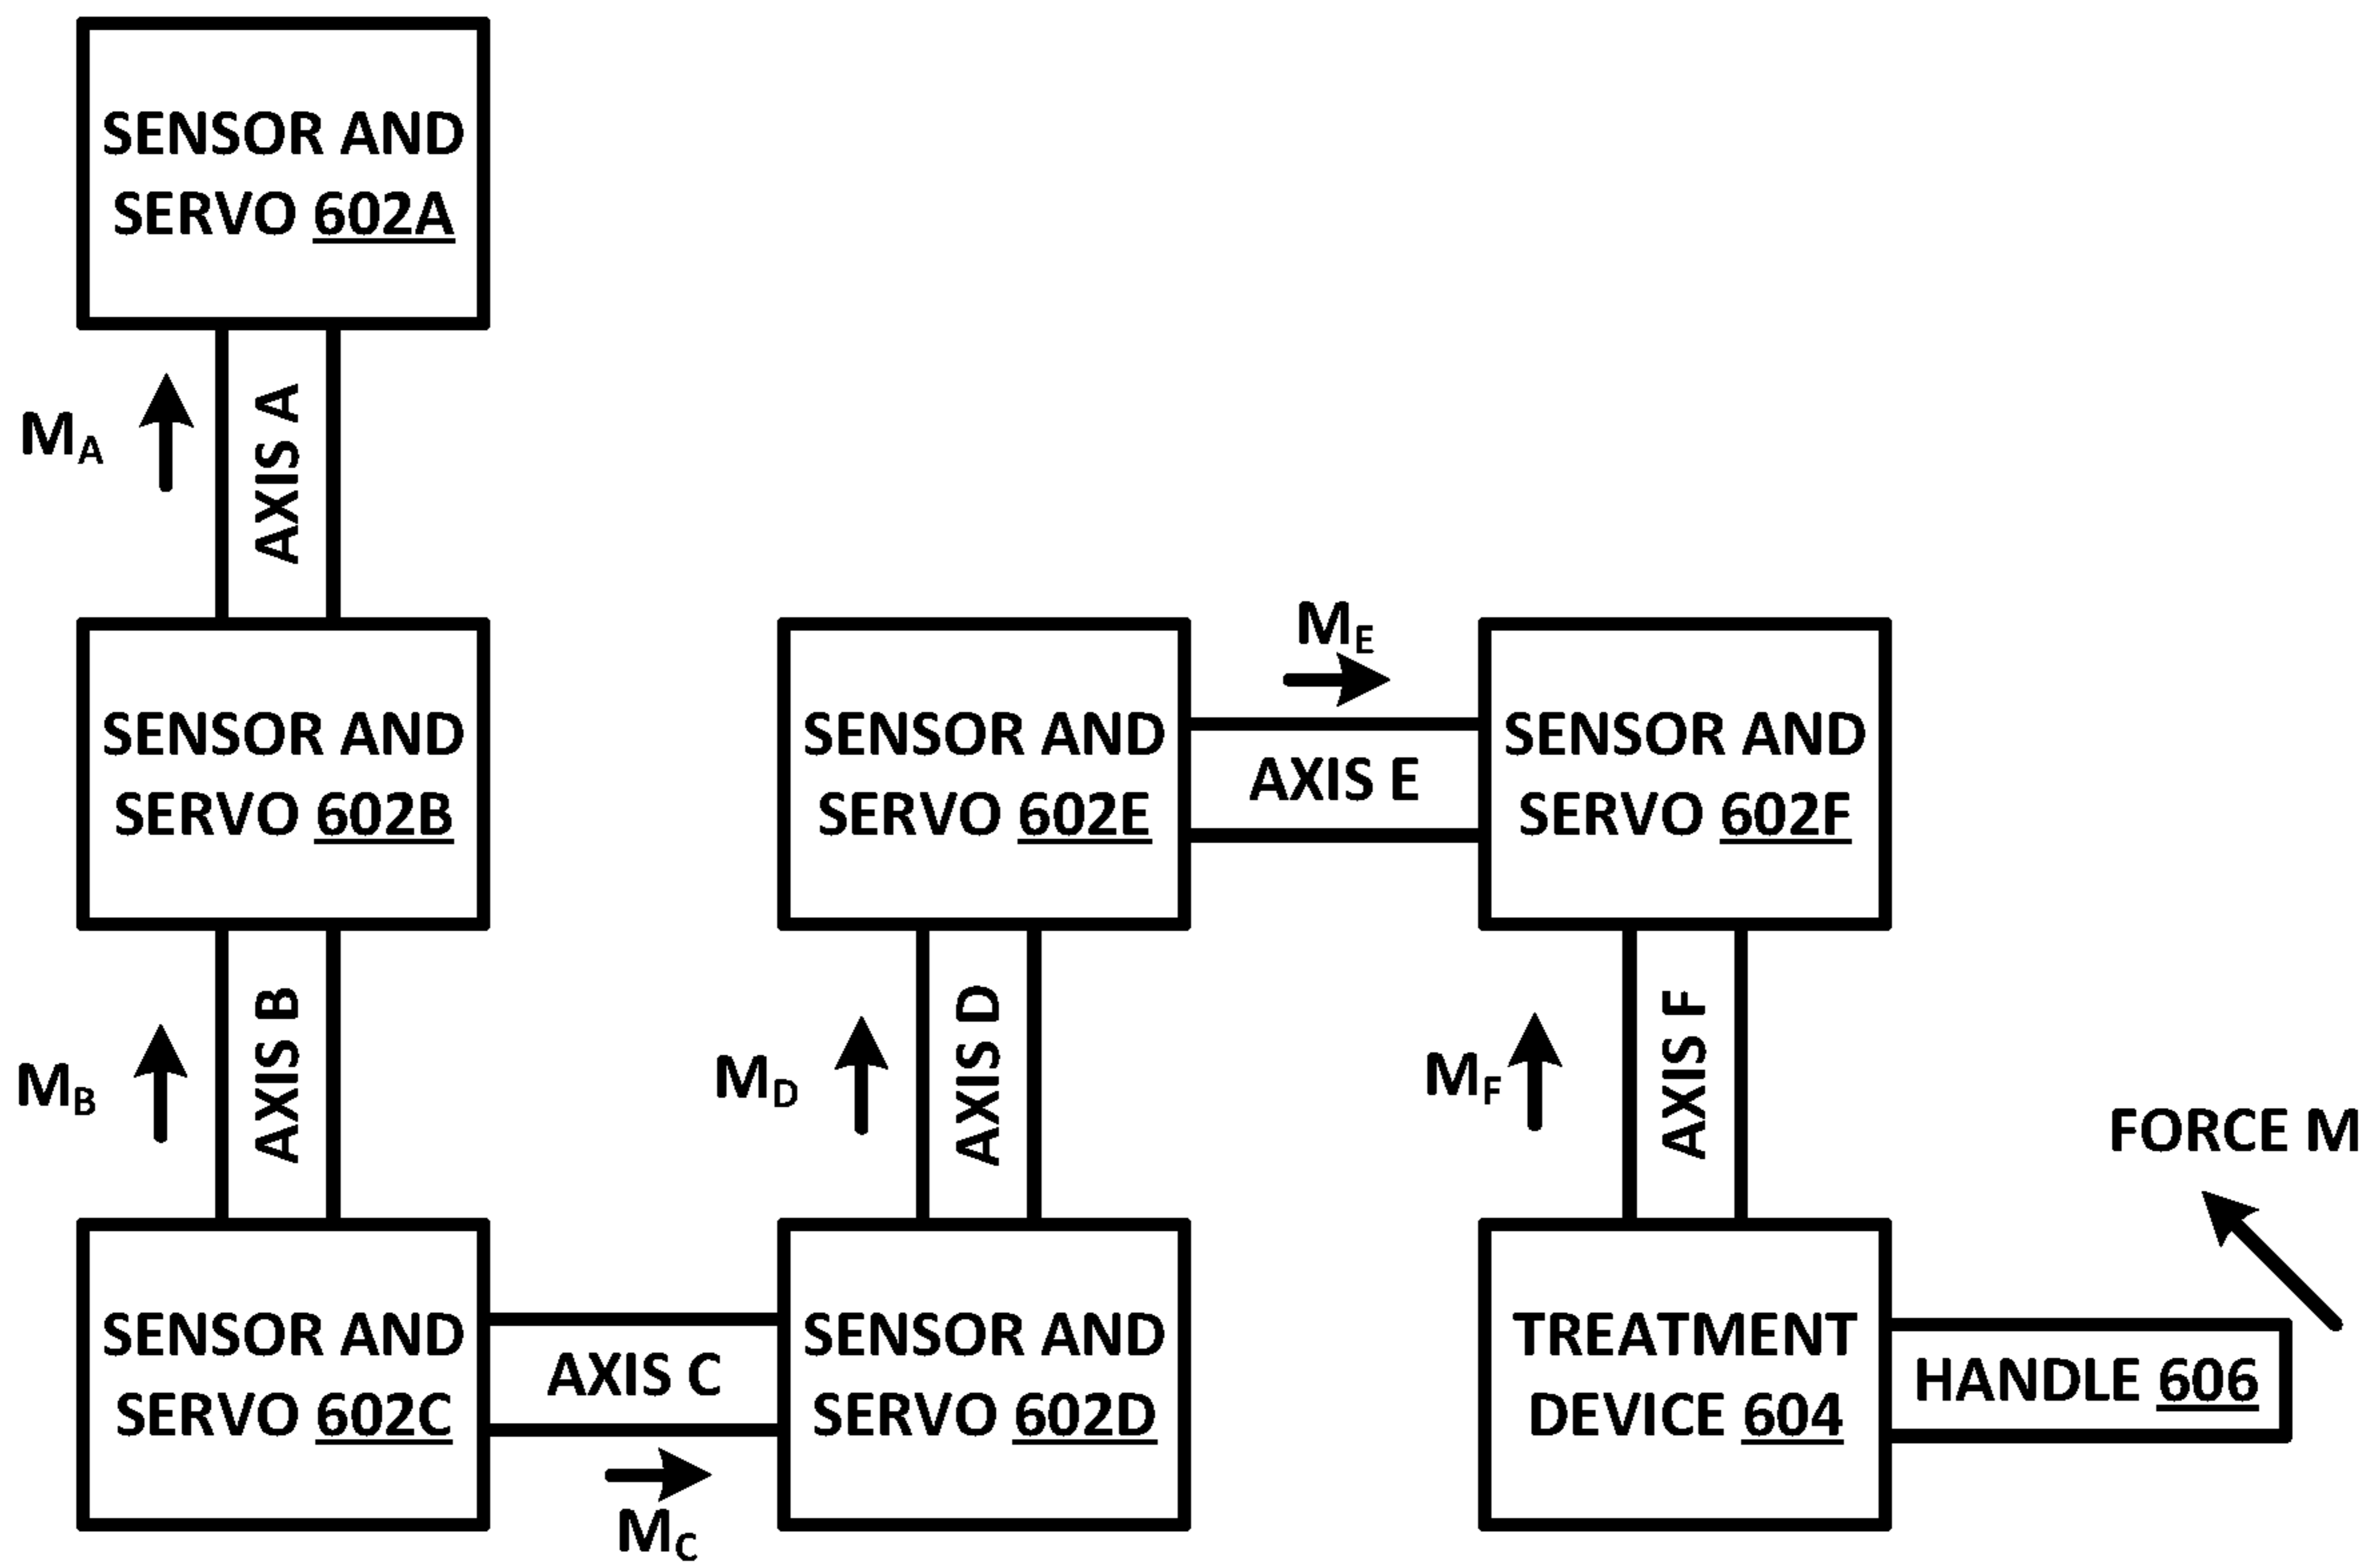 SENSOR AND
SERVO 602A
MA
AXIS A
SENSOR AND
SERVO 602B
SENSOR AND
SERVO 602E
ME
AXIS E
SENSOR AND
SERVO 602F
MB
AXIS B
MD
AXIS D
MF
AXIS F
FORCE M
SENSOR AND
SERVO 602C
AXIS C
MC
SENSOR AND
SERVO 602D
TREATMENT
DEVICE 604
HANDLE 606